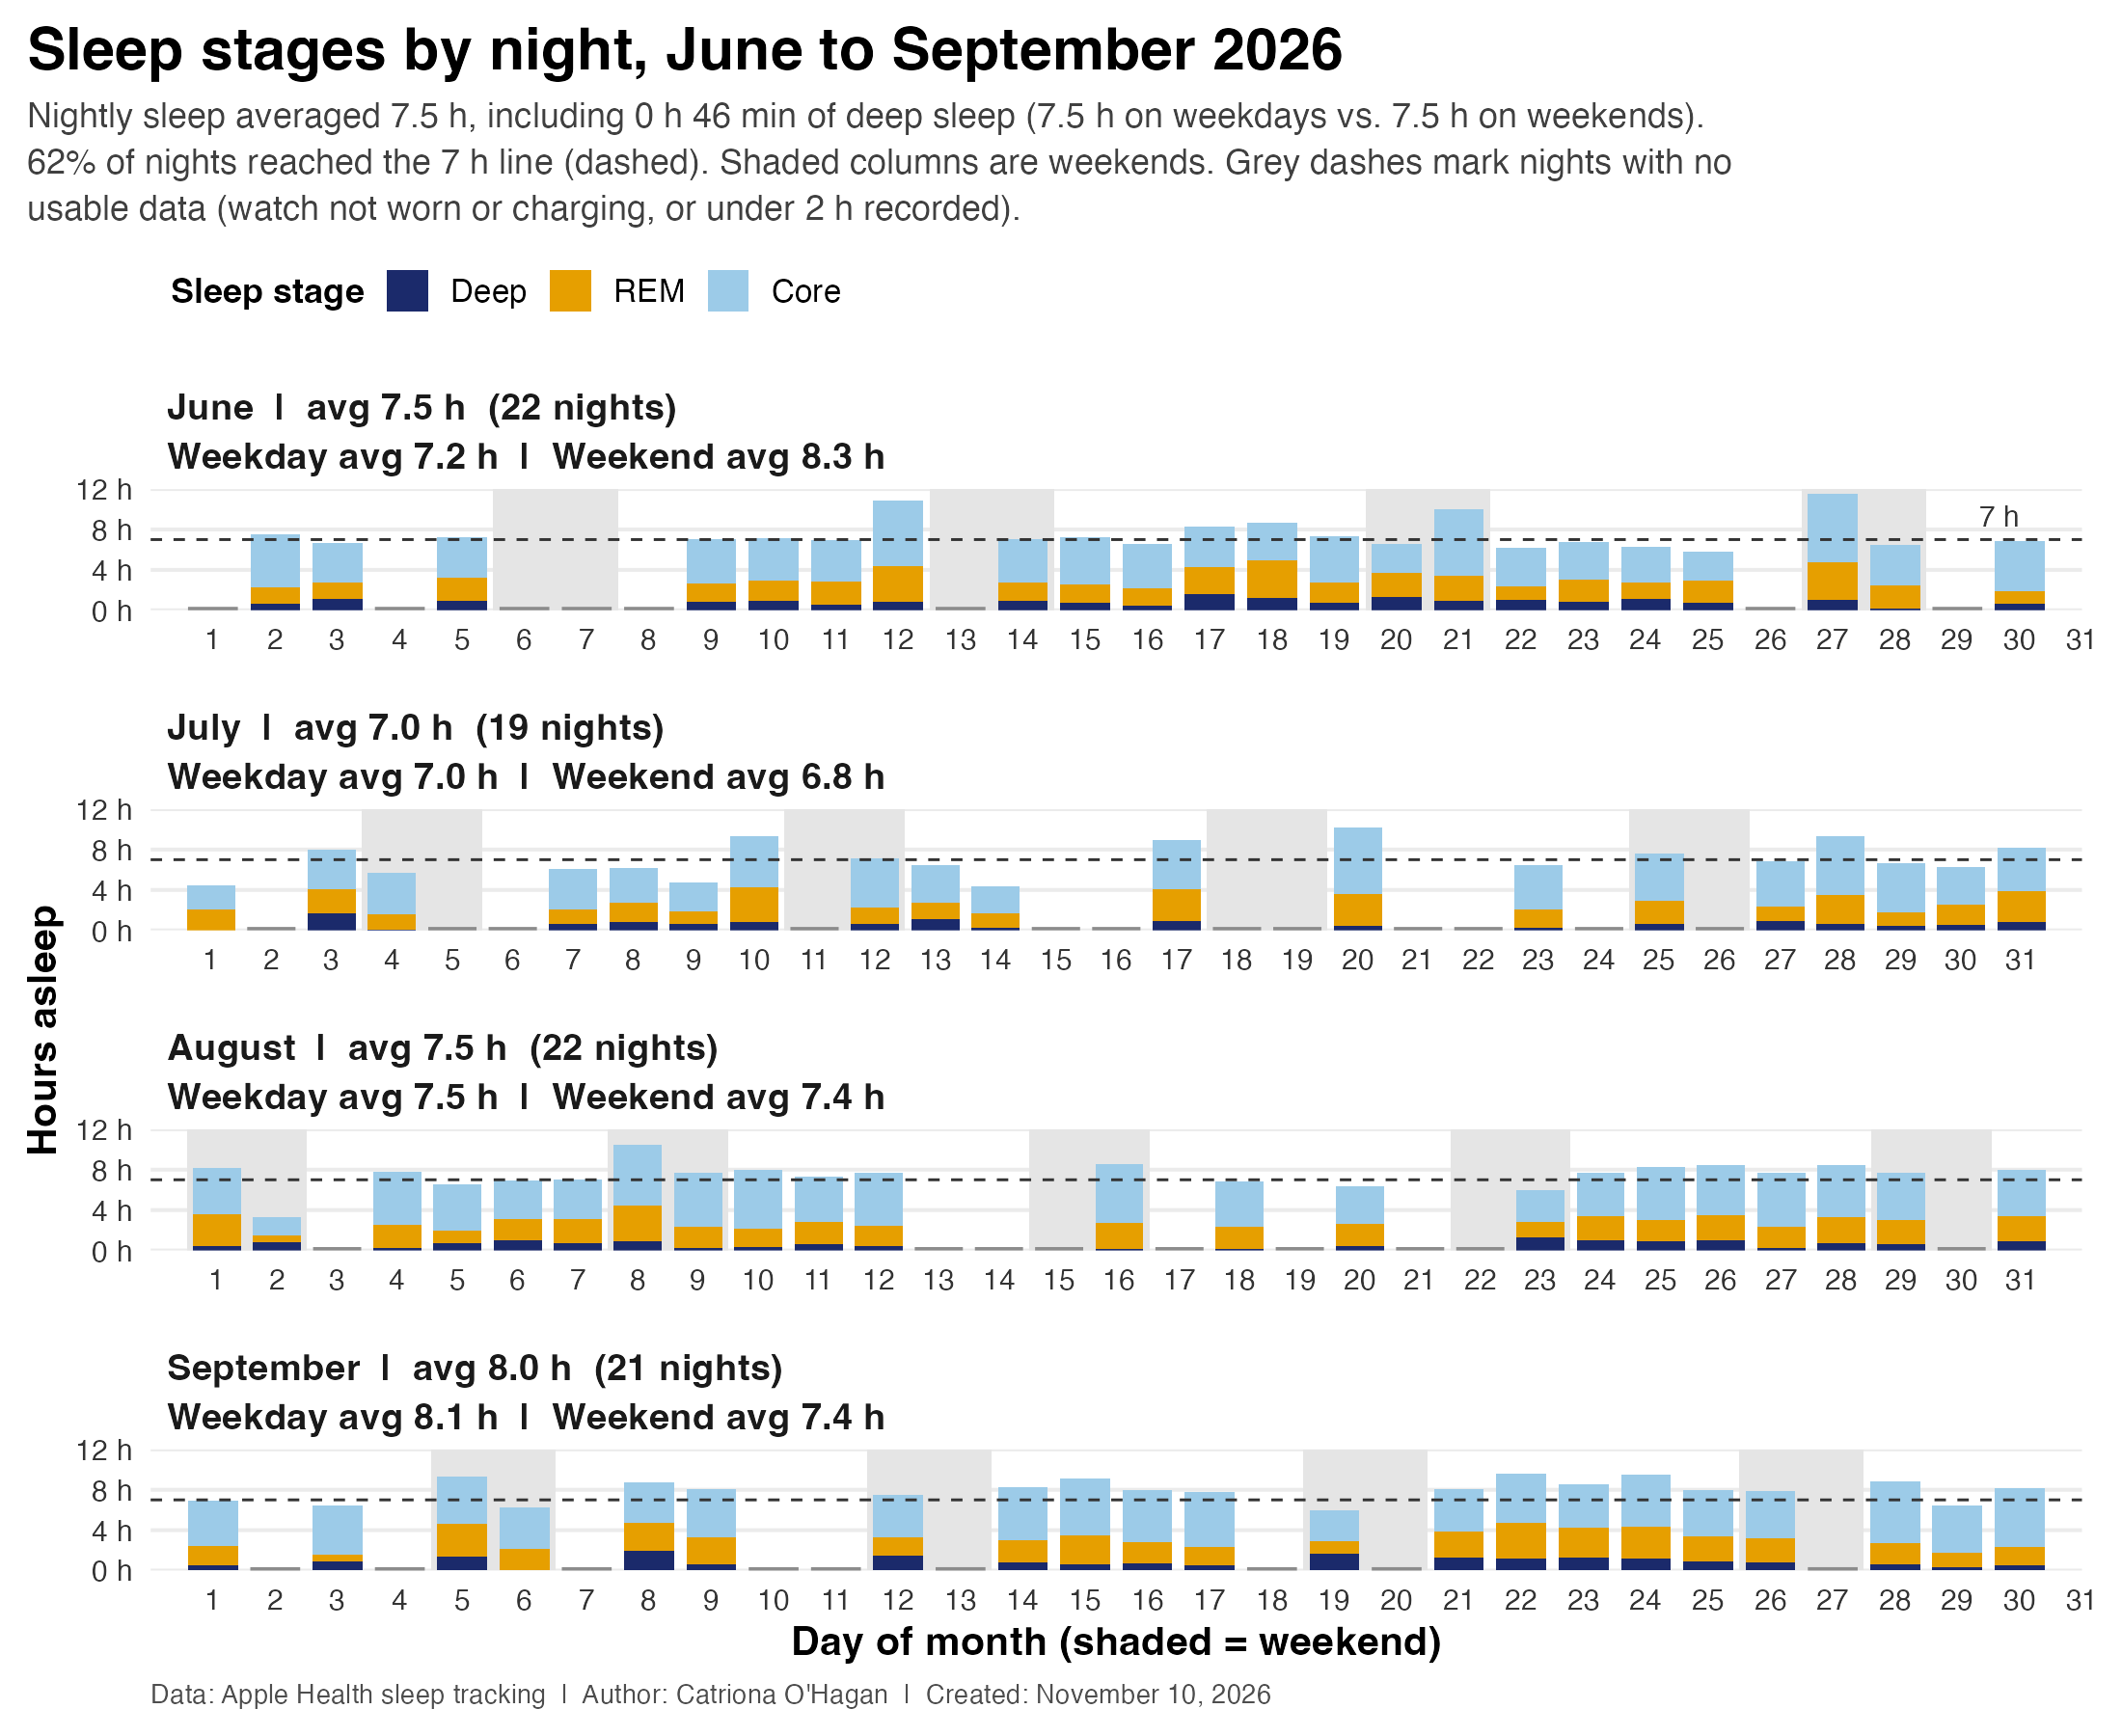 Sleep stages by night, June to September 2026
Nightly sleep averaged 7.5 h, including 0 h 46 min of deep sleep (7.5 h on weekdays vs. 7.5 h on weekends).
62% of nights reached the 7 h line (dashed). Shaded columns are weekends. Grey dashes mark nights with no
usable data (watch not worn or charging, or under 2 h recorded).
Sleep stage Deep REM Core
June | avg 7.5 h (22 nights)
Weekday avg 7.2 h | Weekend avg 8.3 h
12 h
8 h
4 h
0 h
7 h
1 2 3 4 5 6 7 8 9 10 11 12 13 14 15 16 17 18 19 20 21 22 23 24 25 26 27 28 29 30 31
July | avg 7.0 h (19 nights)
Weekday avg 7.0 h | Weekend avg 6.8 h
12 h
8 h
4 h
0 h
1 2 3 4 5 6 7 8 9 10 11 12 13 14 15 16 17 18 19 20 21 22 23 24 25 26 27 28 29 30 31
Hours asleep
August | avg 7.5 h (22 nights)
Weekday avg 7.5 h | Weekend avg 7.4 h
12 h
8 h
4 h
0 h
1 2 3 4 5 6 7 8 9 10 11 12 13 14 15 16 17 18 19 20 21 22 23 24 25 26 27 28 29 30 31
September | avg 8.0 h (21 nights)
Weekday avg 8.1 h | Weekend avg 7.4 h
12 h
8 h
4 h
0 h
1 2 3 4 5 6 7 8 9 10 11 12 13 14 15 16 17 18 19 20 21 22 23 24 25 26 27 28 29 30 31
Day of month (shaded = weekend)
Data: Apple Health sleep tracking | Author: Catriona O'Hagan | Created: November 10, 2026